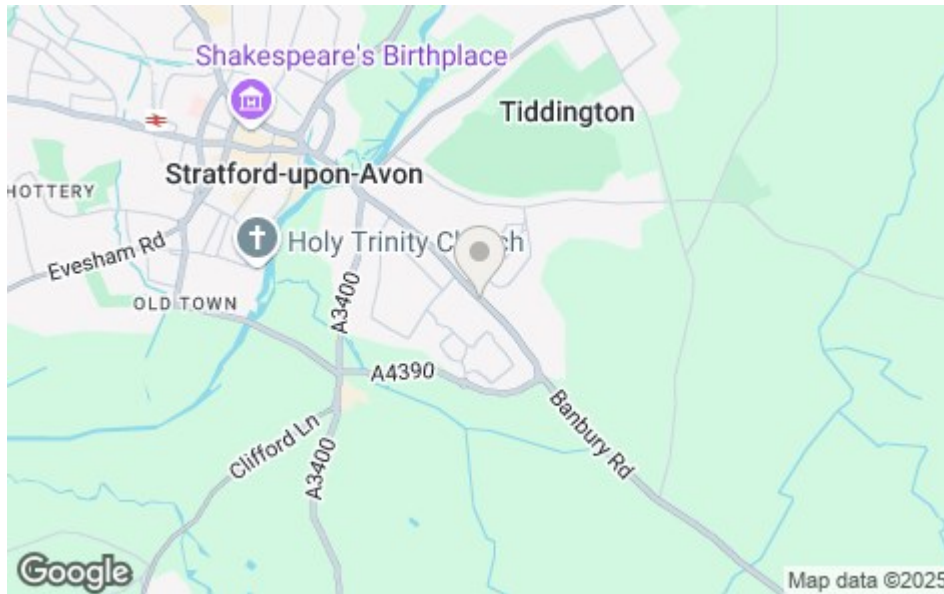 Shakespeare's Birthplace
Tiddington
Stratford-upon-Avon
HOTTERY
Holy Trinity Church
Evesham Rd
OLD TOWN
A3400
A4390
Banbury Rd
Clifford Ln
A3400
Google
Map data ©2025